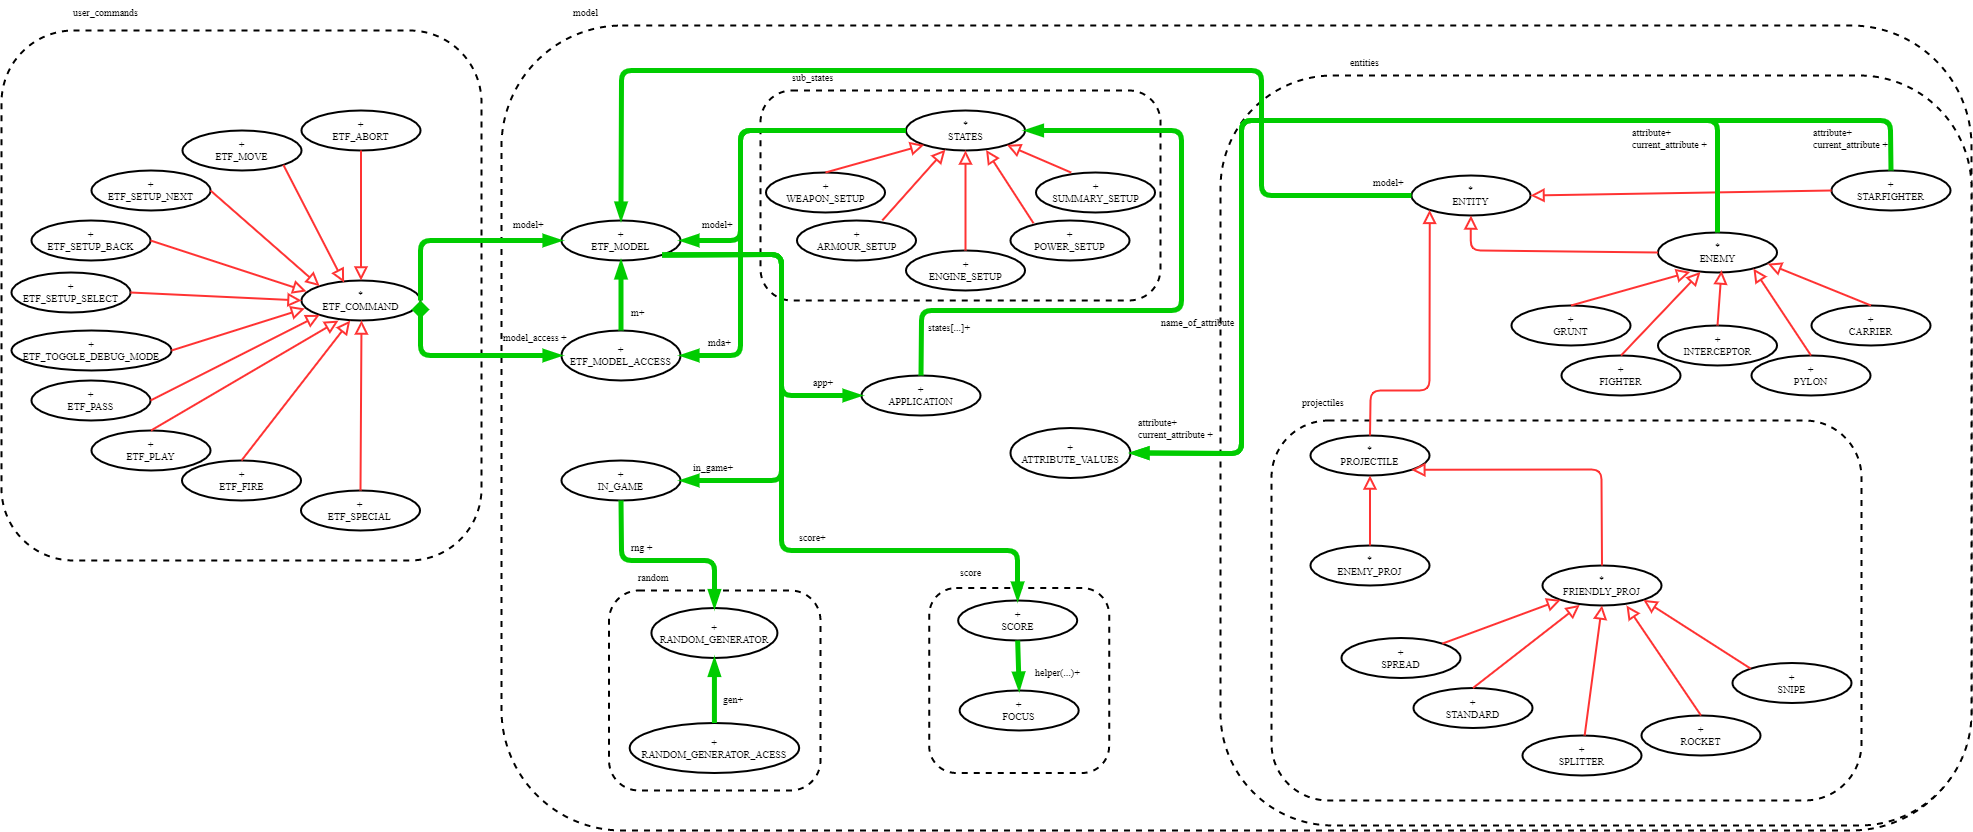 user_commands
model
+
ETF_ABORT
+
ETF_MOVE
+
ETF_SETUP_NEXT
+
ETF_SETUP_BACK
+
ETF_SETUP_SELECT
*
ETF_COMMAND
+
ETF_TOGGLE_DEBUG_MODE
+
ETF_PASS
+
ETF_PLAY
+
ETF_FIRE
+
ETF_SPECIAL
model+
model_access +
+
ETF_MODEL
m+
+
ETF_MODEL_ACCESS
model+
mda+
sub_states
*
STATES
+
WEAPON_SETUP
+
SUMMARY_SETUP
+
ARMOUR_SETUP
+
POWER_SETUP
+
ENGINE_SETUP
states[...]+
app+
+
APPLICATION
in_game+
+
IN_GAME
attribute+
current_attribute +
+
ATTRIBUTE_VALUES
name_of_attribute
rng +
score+
random
+
RANDOM_GENERATOR
gen+
+
RANDOM_GENERATOR_ACESS
score
+
SCORE
helper(...)+
+
FOCUS
entities
attribute+
current_attribute +
attribute+
current_attribute +
model+
*
ENTITY
+
STARFIGHTER
*
ENEMY
+
GRUNT
+
CARRIER
+
INTERCEPTOR
+
FIGHTER
+
PYLON
projectiles
*
PROJECTILE
*
ENEMY_PROJ
*
FRIENDLY_PROJ
+
SPREAD
+
SNIPE
+
STANDARD
+
ROCKET
+
SPLITTER